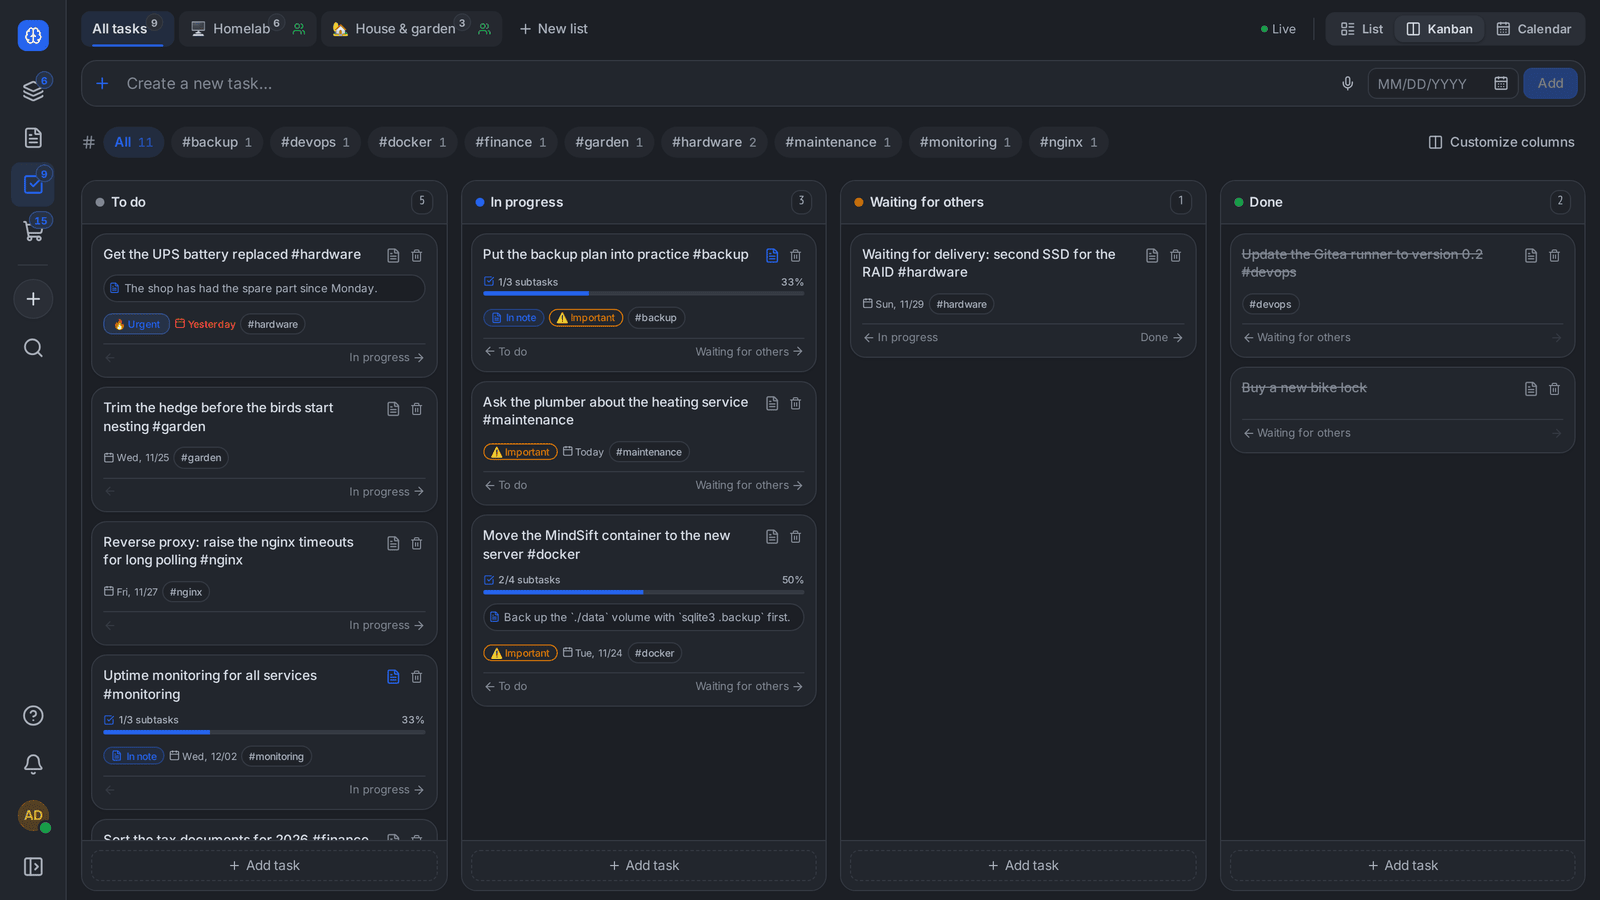 All tasks 9
Homelab 6
House & garden 3
New list
Live
List
Kanban
Calendar
6
9
15
AD
Create a new task...
MM/DD/YYYY
Add
# All 11
#backup 1
#devops 1
#docker 1
#finance 1
#garden 1
#hardware 2
#maintenance 1
#monitoring 1
#nginx 1
Customize columns
To do 5
Get the UPS battery replaced #hardware
The shop has had the spare part since Monday.
Urgent Yesterday #hardware
In progress
Trim the hedge before the birds start
nesting #garden
Wed, 11/25 #garden
In progress
Reverse proxy: raise the nginx timeouts
for long polling #nginx
Fri, 11/27 #nginx
In progress
Uptime monitoring for all services
#monitoring
1/3 subtasks 33%
In note Wed, 12/02 #monitoring
In progress
Sort the tax documents for 2026 #finance
Add task
In progress 3
Put the backup plan into practice #backup
1/3 subtasks 33%
In note Important #backup
To do Waiting for others
Ask the plumber about the heating service
#maintenance
Important Today #maintenance
To do Waiting for others
Move the MindSift container to the new
server #docker
2/4 subtasks 50%
Back up the `./data` volume with `sqlite3 .backup` first.
Important Tue, 11/24 #docker
To do Waiting for others
Add task
Waiting for others 1
Waiting for delivery: second SSD for the
RAID #hardware
Sun, 11/29 #hardware
In progress Done
Add task
Done 2
Update the Gitea runner to version 0.2
#devops
#devops
Waiting for others
Buy a new bike lock
Waiting for others
Add task